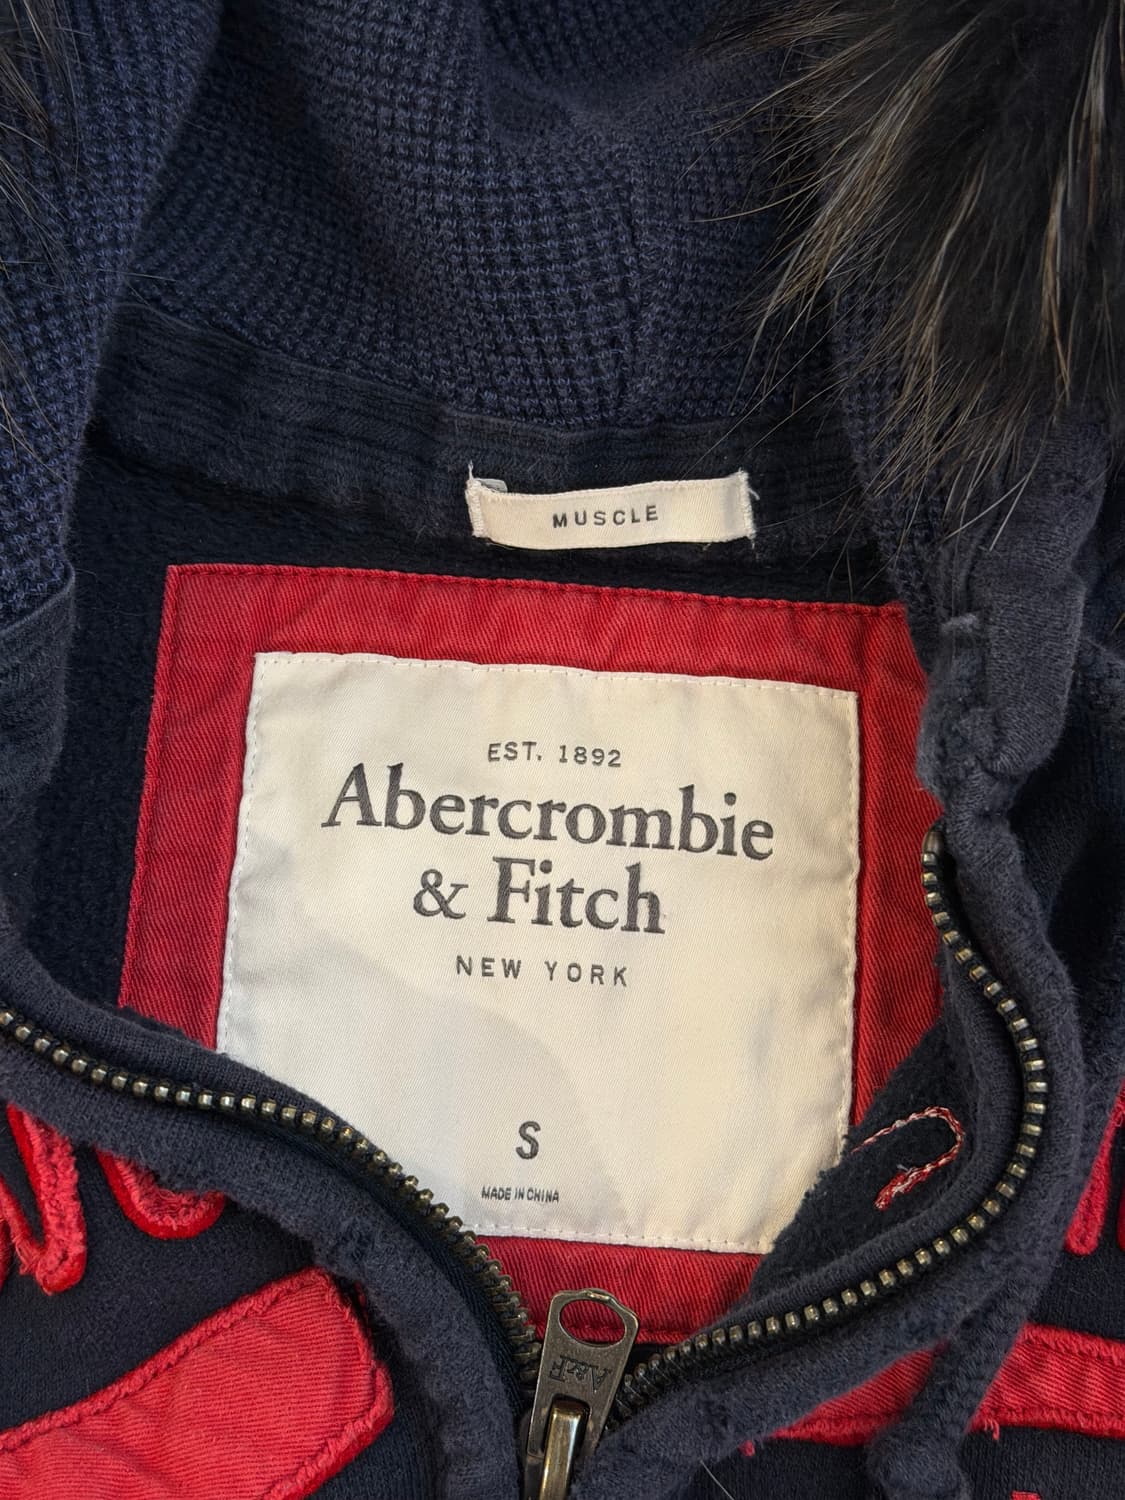 MUSCLE
EST. 1892
Abercrombie
& Fitch
NEW YORK
S
MADE IN CHINA
A&F